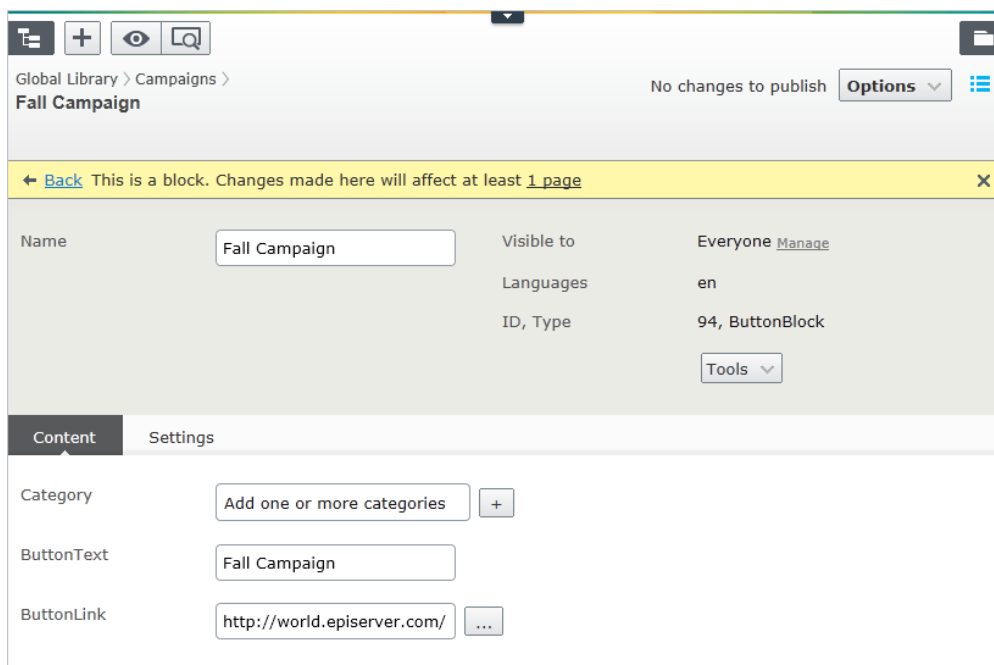 Global Library > Campaigns >
Fall Campaign
No changes to publish Options
Back This is a block. Changes made here will affect at least 1 page
Name Fall Campaign Visible to Everyone Manage
Languages en
ID, Type 94, ButtonBlock
Tools
Content Settings
Category Add one or more categories +
ButtonText Fall Campaign
ButtonLink http://world.episerver.com/ ...